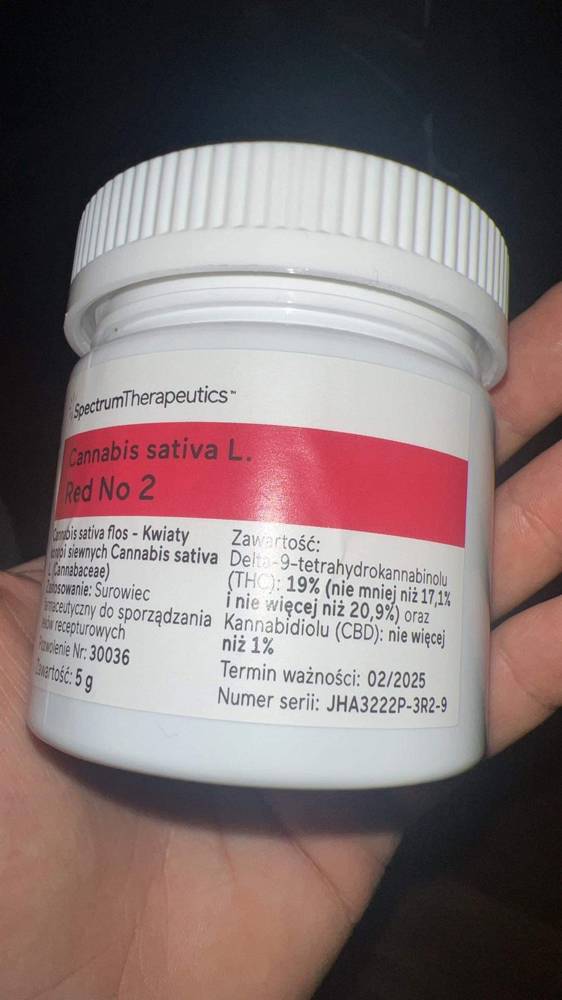 SpectrumTherapeutics™
Cannabis sativa L.
Red No 2
Cannabis sativa flos - Kwiaty
konopi siewnych Cannabis sativa
L. (Cannabaceae)
Zastosowanie: Surowiec
farmaceutyczny do sporządzania
leków recepturowych
Pozwolenie Nr: 30036
Zawartość: 5 g
Zawartość:
Delta-9-tetrahydrokannabinolu
(THC): 19% (nie mniej niż 17,1%
i nie więcej niż 20,9%) oraz
Kannabidiolu (CBD): nie więcej
niż 1%
Termin ważności: 02/2025
Numer serii: JHA3222P-3R2-9